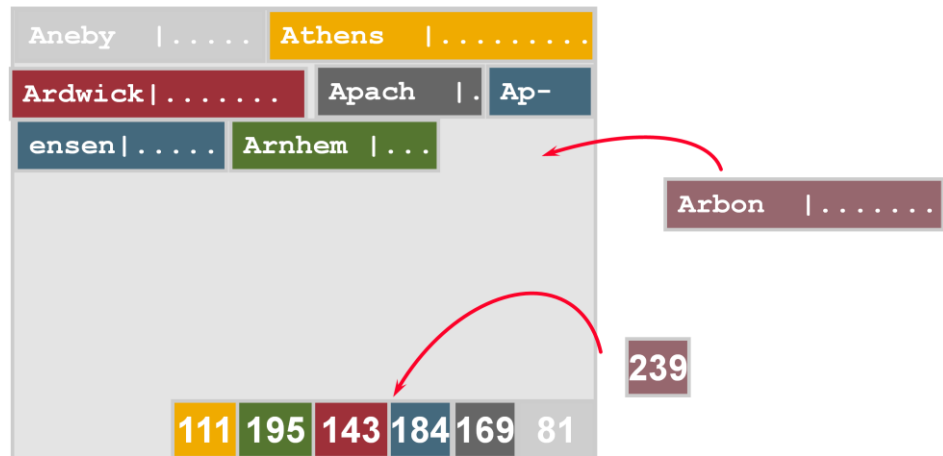 Aneby |..... Athens |.........
Ardwick|....... Apach |. Ap-
ensen|..... Arnhem |...
Arbon |.......
239
111 195 143 184 169 81